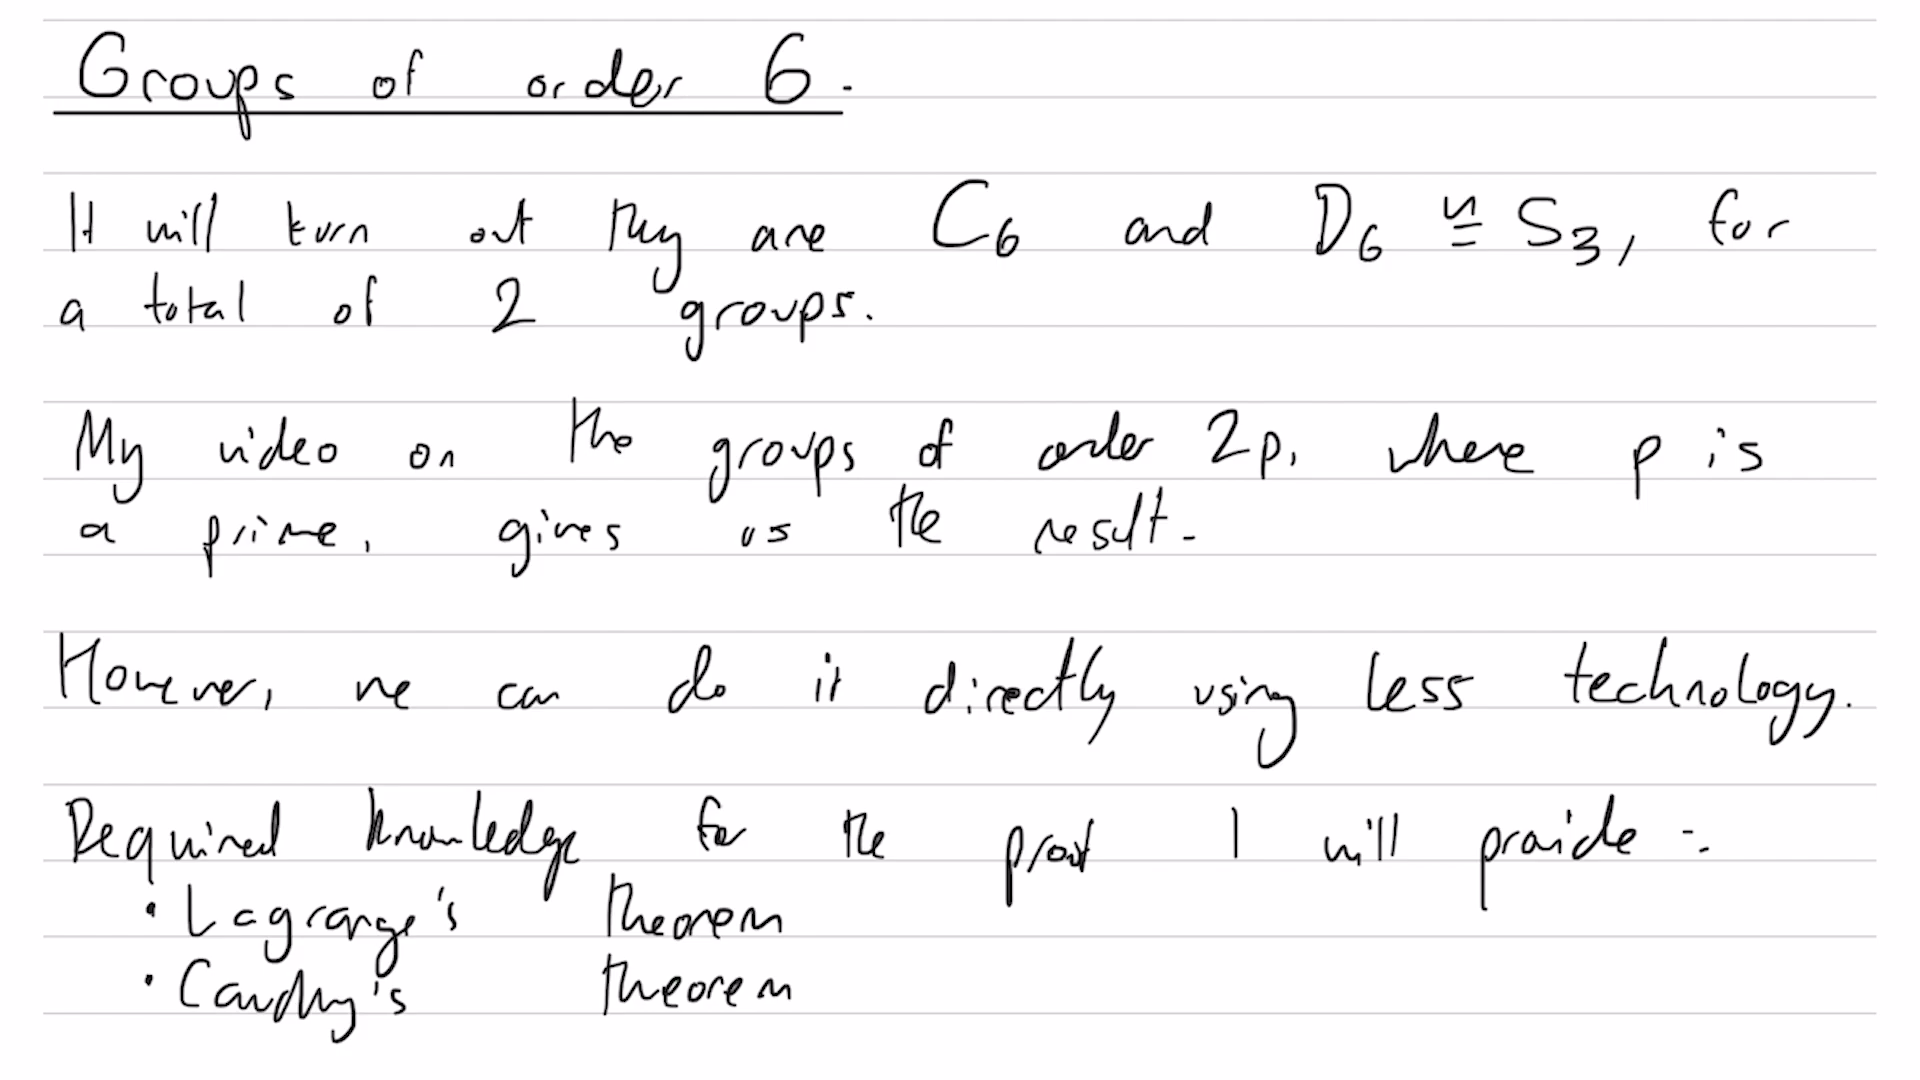 Groups of order 6.
It will turn out they are C₆ and D₆ ≅ S₃, for
a total of 2 groups.
My video on the groups of order 2p, where p is
a prime, gives us the result.
However, we can do it directly using less technology.
Required knowledge for the proof I will provide :-
• Lagrange's theorem
• Cauchy's theorem